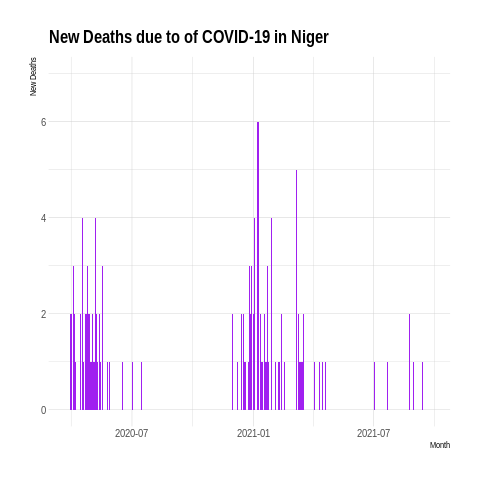 New Deaths due to of COVID-19 in Niger
New Deaths
6
4
2
0
2020-07
2021-01
2021-07
Month